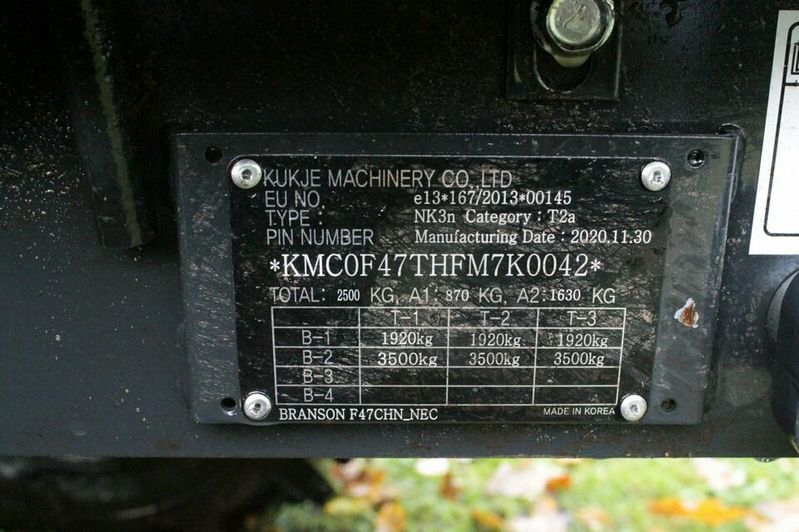 KUKJE MACHINERY CO.,LTD
EU NO. e13*167/2013*00145
TYPE : NK3n Category : T2a
PIN NUMBER Manufacturing Date : 2020.11.30
*KMC0F47THFM7K0042*
TOTAL: 2500 KG, A1: 870 KG, A2: 1630 KG
T-1 T-2 T-3
B-1 1920kg 1920kg 1920kg
B-2 3500kg 3500kg 3500kg
B-3
B-4
BRANSON F47CHN_NEC MADE IN KOREA